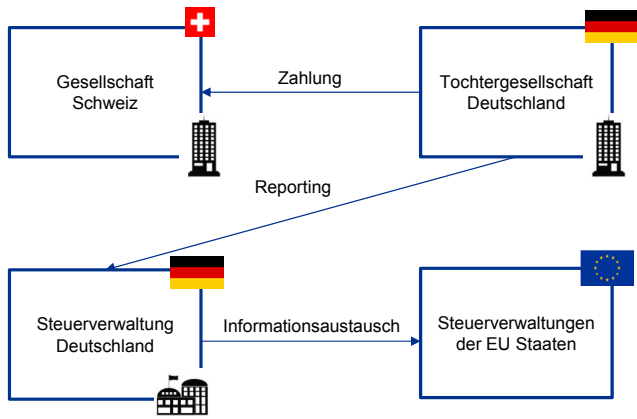 Gesellschaft
Schweiz
Zahlung
Tochtergesellschaft
Deutschland
Reporting
Steuerverwaltung
Deutschland
Informationsaustausch
Steuerverwaltungen
der EU Staaten